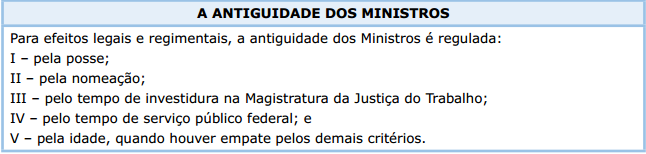 A ANTIGUIDADE DOS MINISTROS
Para efeitos legais e regimentais, a antiguidade dos Ministros é regulada:
I – pela posse;
II – pela nomeação;
III – pelo tempo de investidura na Magistratura da Justiça do Trabalho;
IV – pelo tempo de serviço público federal; e
V – pela idade, quando houver empate pelos demais critérios.